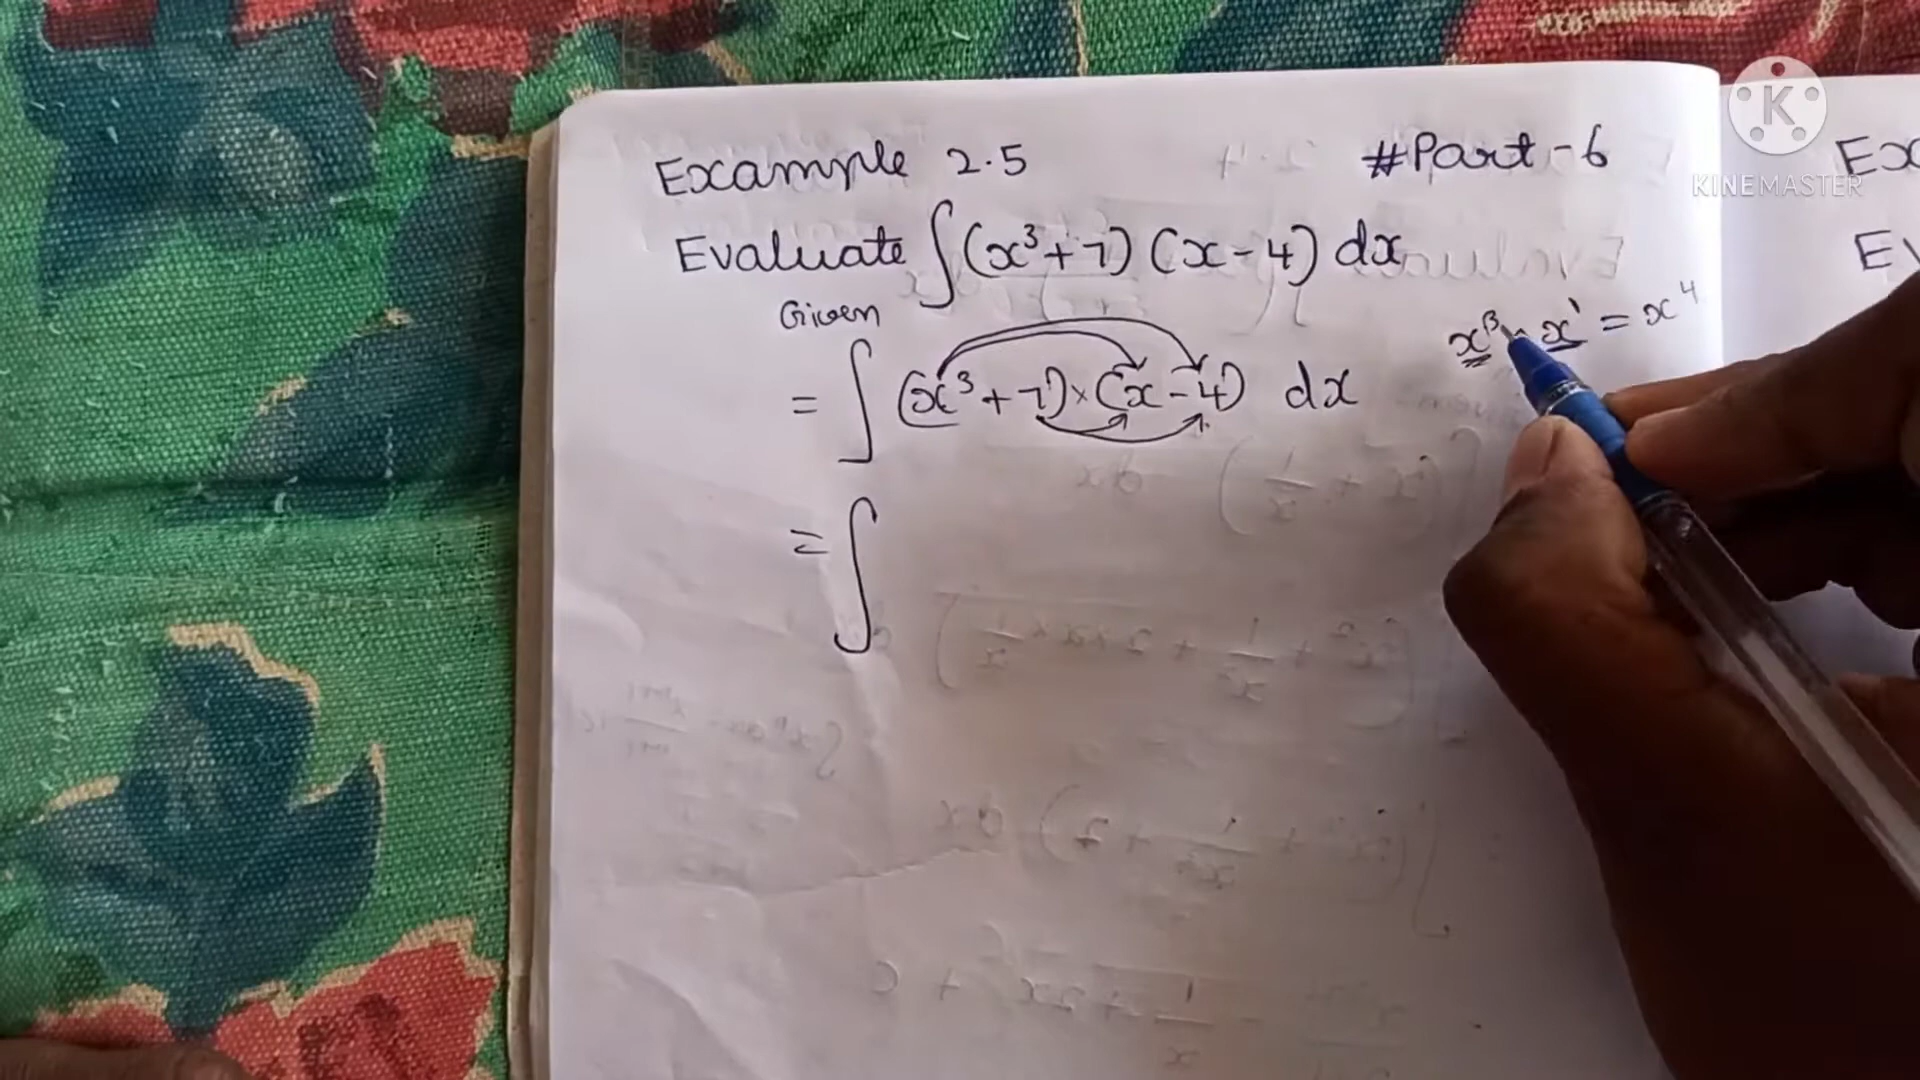 Example 2.5 #Part-6
Evaluate ∫(x³+7)(x-4) dx
Given
= ∫ (x³+7)×(x-4) dx
x³ · x¹ = x⁴
= ∫
K
KINEMASTER
Ex